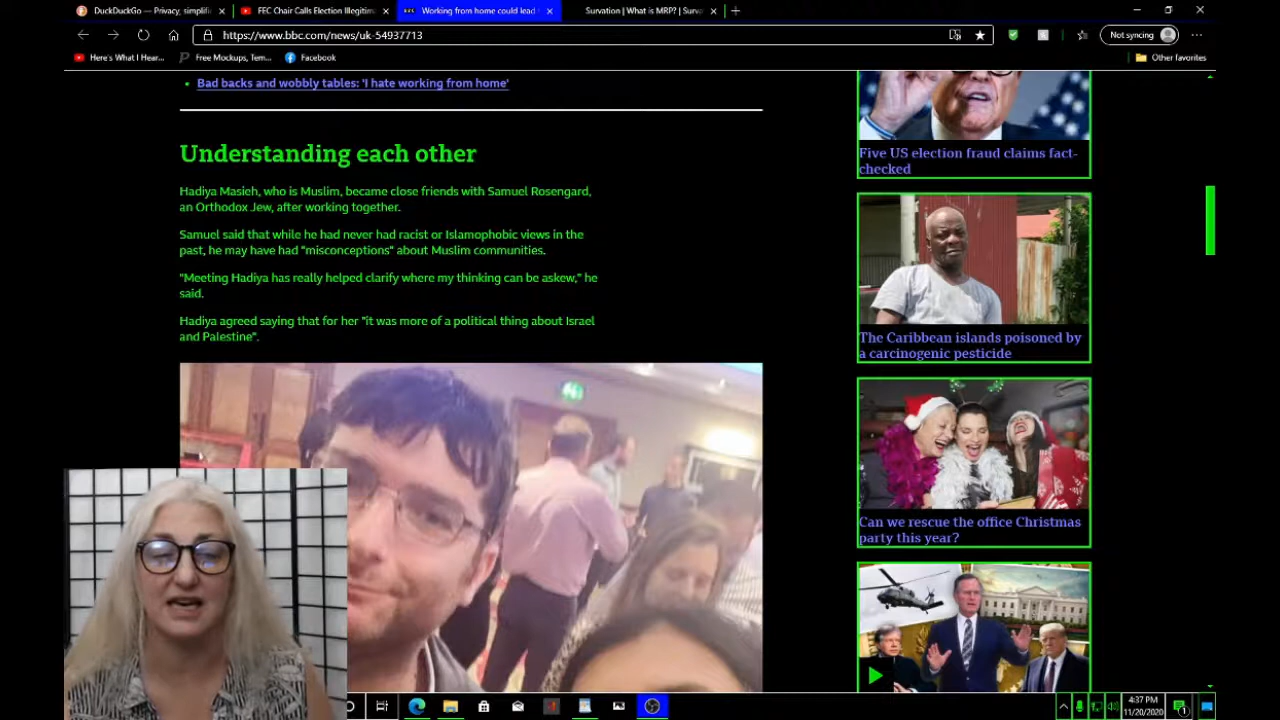 DuckDuckGo — Privacy, simplifi
FEC Chair Calls Election Illegitim
Working from home could lead
Survation | What is MRP? | Surva
https://www.bbc.com/news/uk-54937713
Not syncing
Here's What I Hear...
Free Mockups, Tem...
Facebook
Other favorites
Bad backs and wobbly tables: 'I hate working from home'
Understanding each other
Hadiya Masieh, who is Muslim, became close friends with Samuel Rosengard,
an Orthodox Jew, after working together.
Samuel said that while he had never had racist or Islamophobic views in the
past, he may have had "misconceptions" about Muslim communities.
"Meeting Hadiya has really helped clarify where my thinking can be askew," he
said.
Hadiya agreed saying that for her "it was more of a political thing about Israel
and Palestine".
Five US election fraud claims fact-
checked
The Caribbean islands poisoned by
a carcinogenic pesticide
Can we rescue the office Christmas
party this year?
4:37 PM
11/20/2020
1